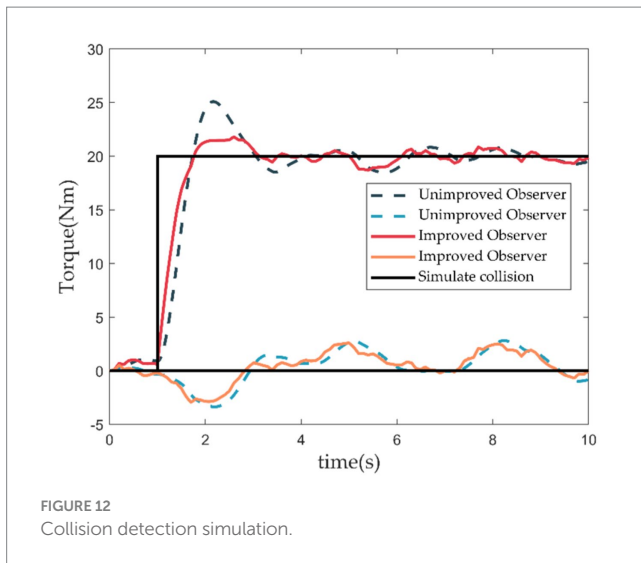 30
25
20
15
10
5
0
-5
Torque(Nm)
Unimproved Observer
Unimproved Observer
Improved Observer
Improved Observer
Simulate collision
0 2 4 6 8 10
time(s)
FIGURE 12
Collision detection simulation.